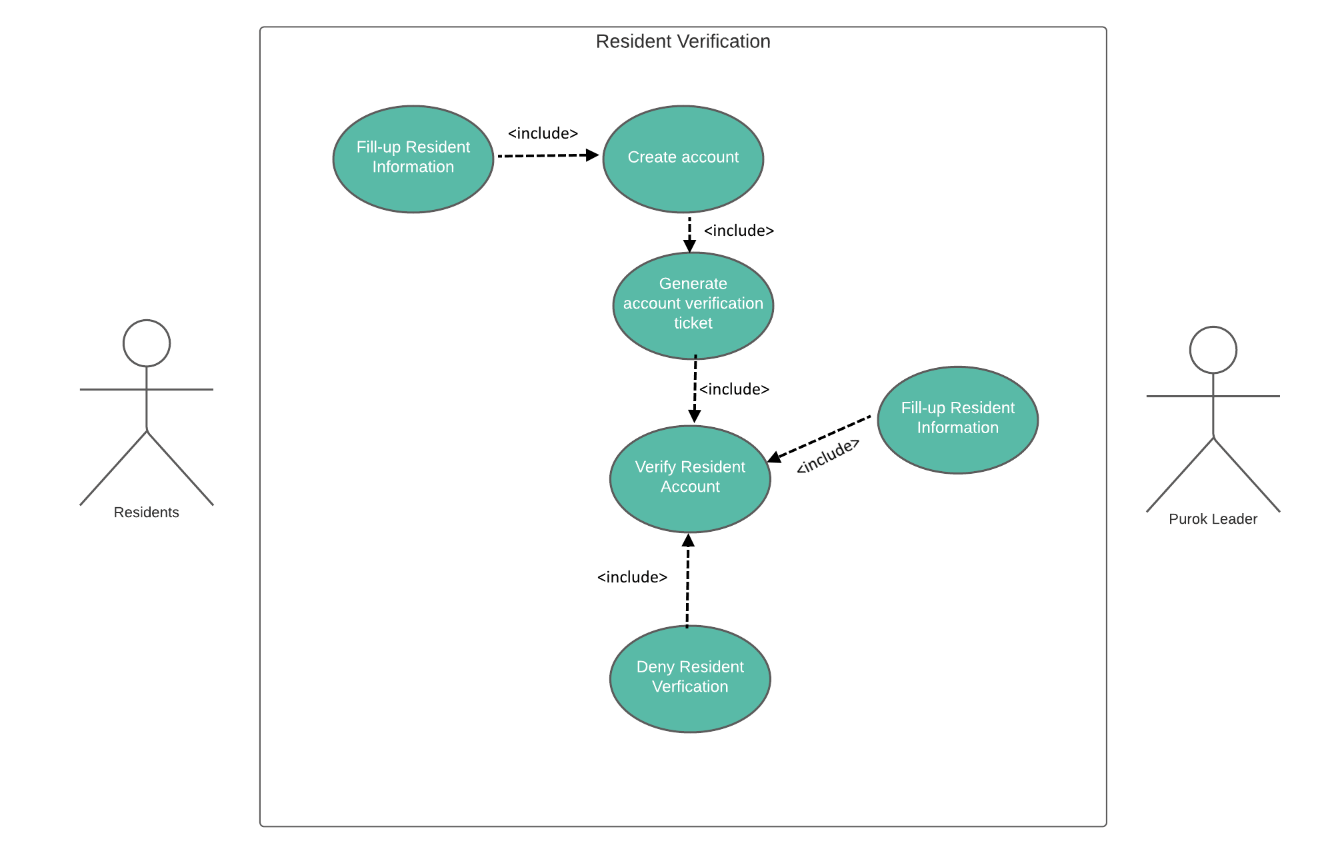 Resident Verification
Fill-up Resident
Information
<include>
Create account
<include>
Generate
account verification
ticket
<include>
Fill-up Resident
Information
<include>
Verify Resident
Account
Residents
Purok Leader
<include>
Deny Resident
Verfication